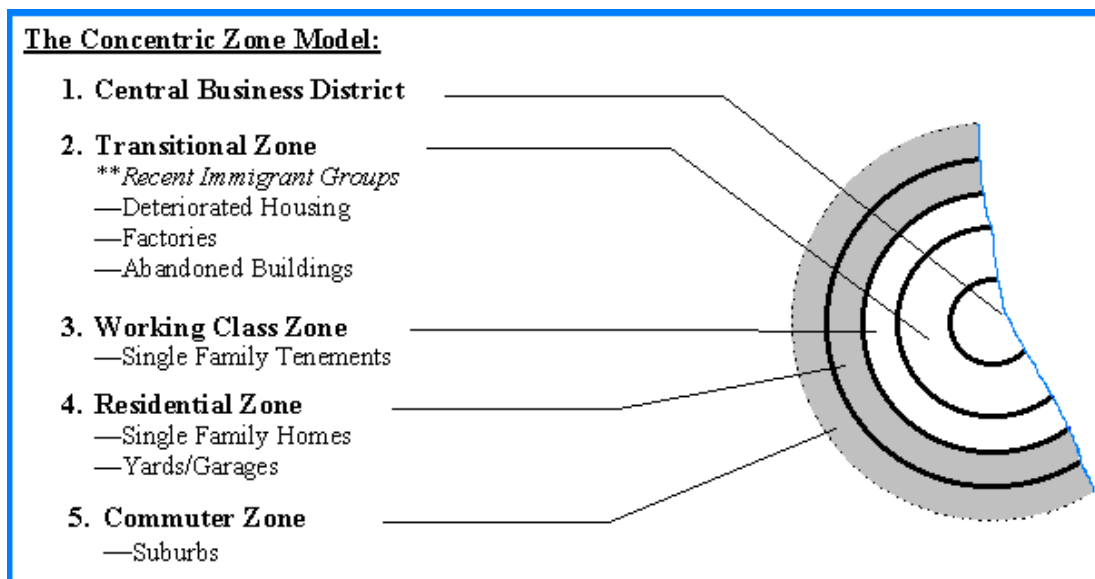 The Concentric Zone Model:
1. Central Business District
2. Transitional Zone
**Recent Immigrant Groups
—Deteriorated Housing
—Factories
—Abandoned Buildings
3. Working Class Zone
—Single Family Tenements
4. Residential Zone
—Single Family Homes
—Yards/Garages
5. Commuter Zone
—Suburbs